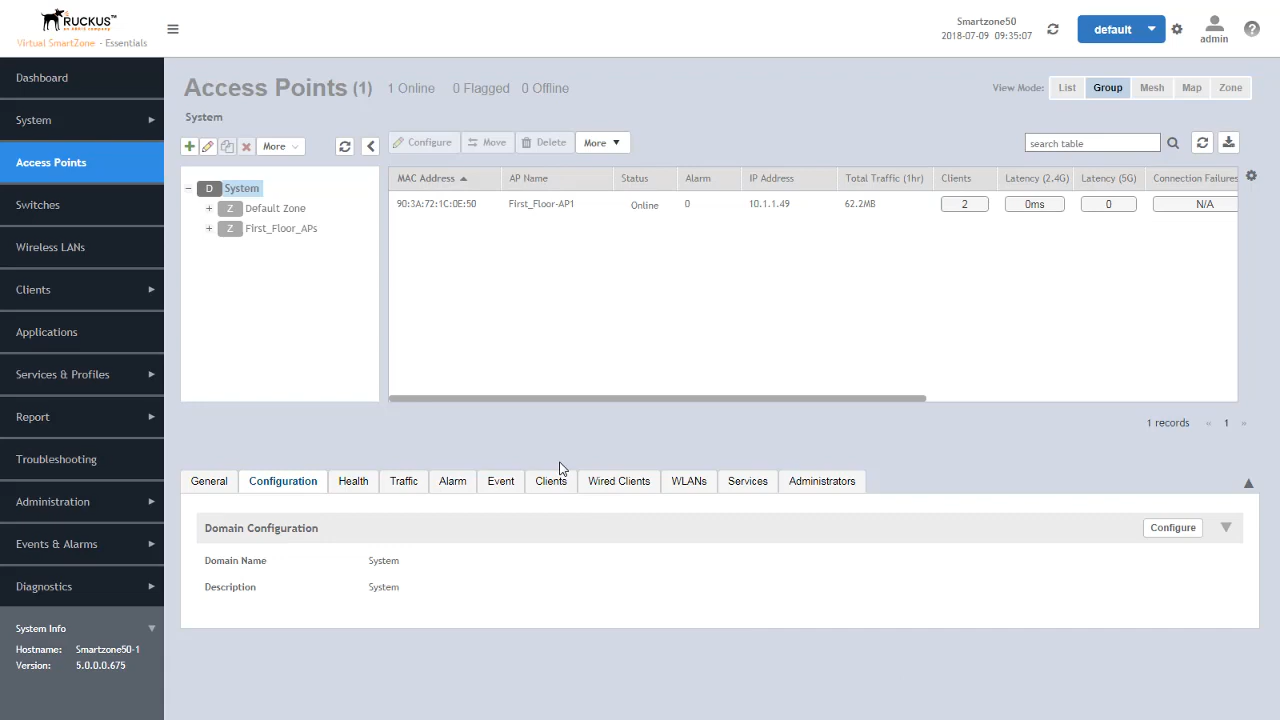 RUCKUS™
an ARRIS company
Virtual SmartZone - Essentials
Smartzone50
2018-07-09 09:35:07
default
admin
Dashboard
System
Access Points
Switches
Wireless LANs
Clients
Applications
Services & Profiles
Report
Troubleshooting
Administration
Events & Alarms
Diagnostics
System Info
Hostname: Smartzone50-1
Version: 5.0.0.0.675
Access Points (1) 1 Online 0 Flagged 0 Offline
View Mode: List Group Mesh Map Zone
System
More
Configure Move Delete More
search table
D System
Z Default Zone
Z First_Floor_APs
MAC Address AP Name Status Alarm IP Address Total Traffic (1hr) Clients Latency (2.4G) Latency (5G) Connection Failures
90:3A:72:1C:0E:50 First_Floor-AP1 Online 0 10.1.1.49 62.2MB 2 0ms 0 N/A
1 records « 1 »
General Configuration Health Traffic Alarm Event Clients Wired Clients WLANs Services Administrators
Domain Configuration
Configure
Domain Name System
Description System